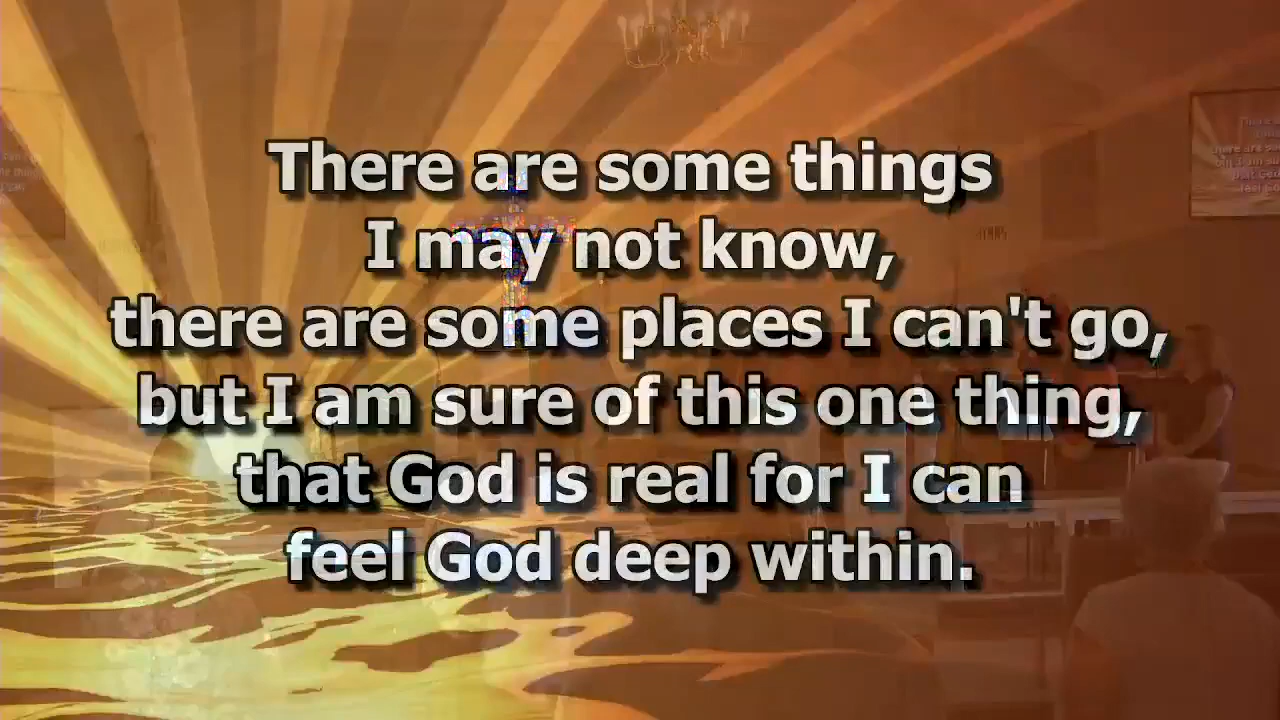 There are some things
I may not know,
there are some places I can't go,
but I am sure of this one thing,
that God is real for I can
feel God deep within.